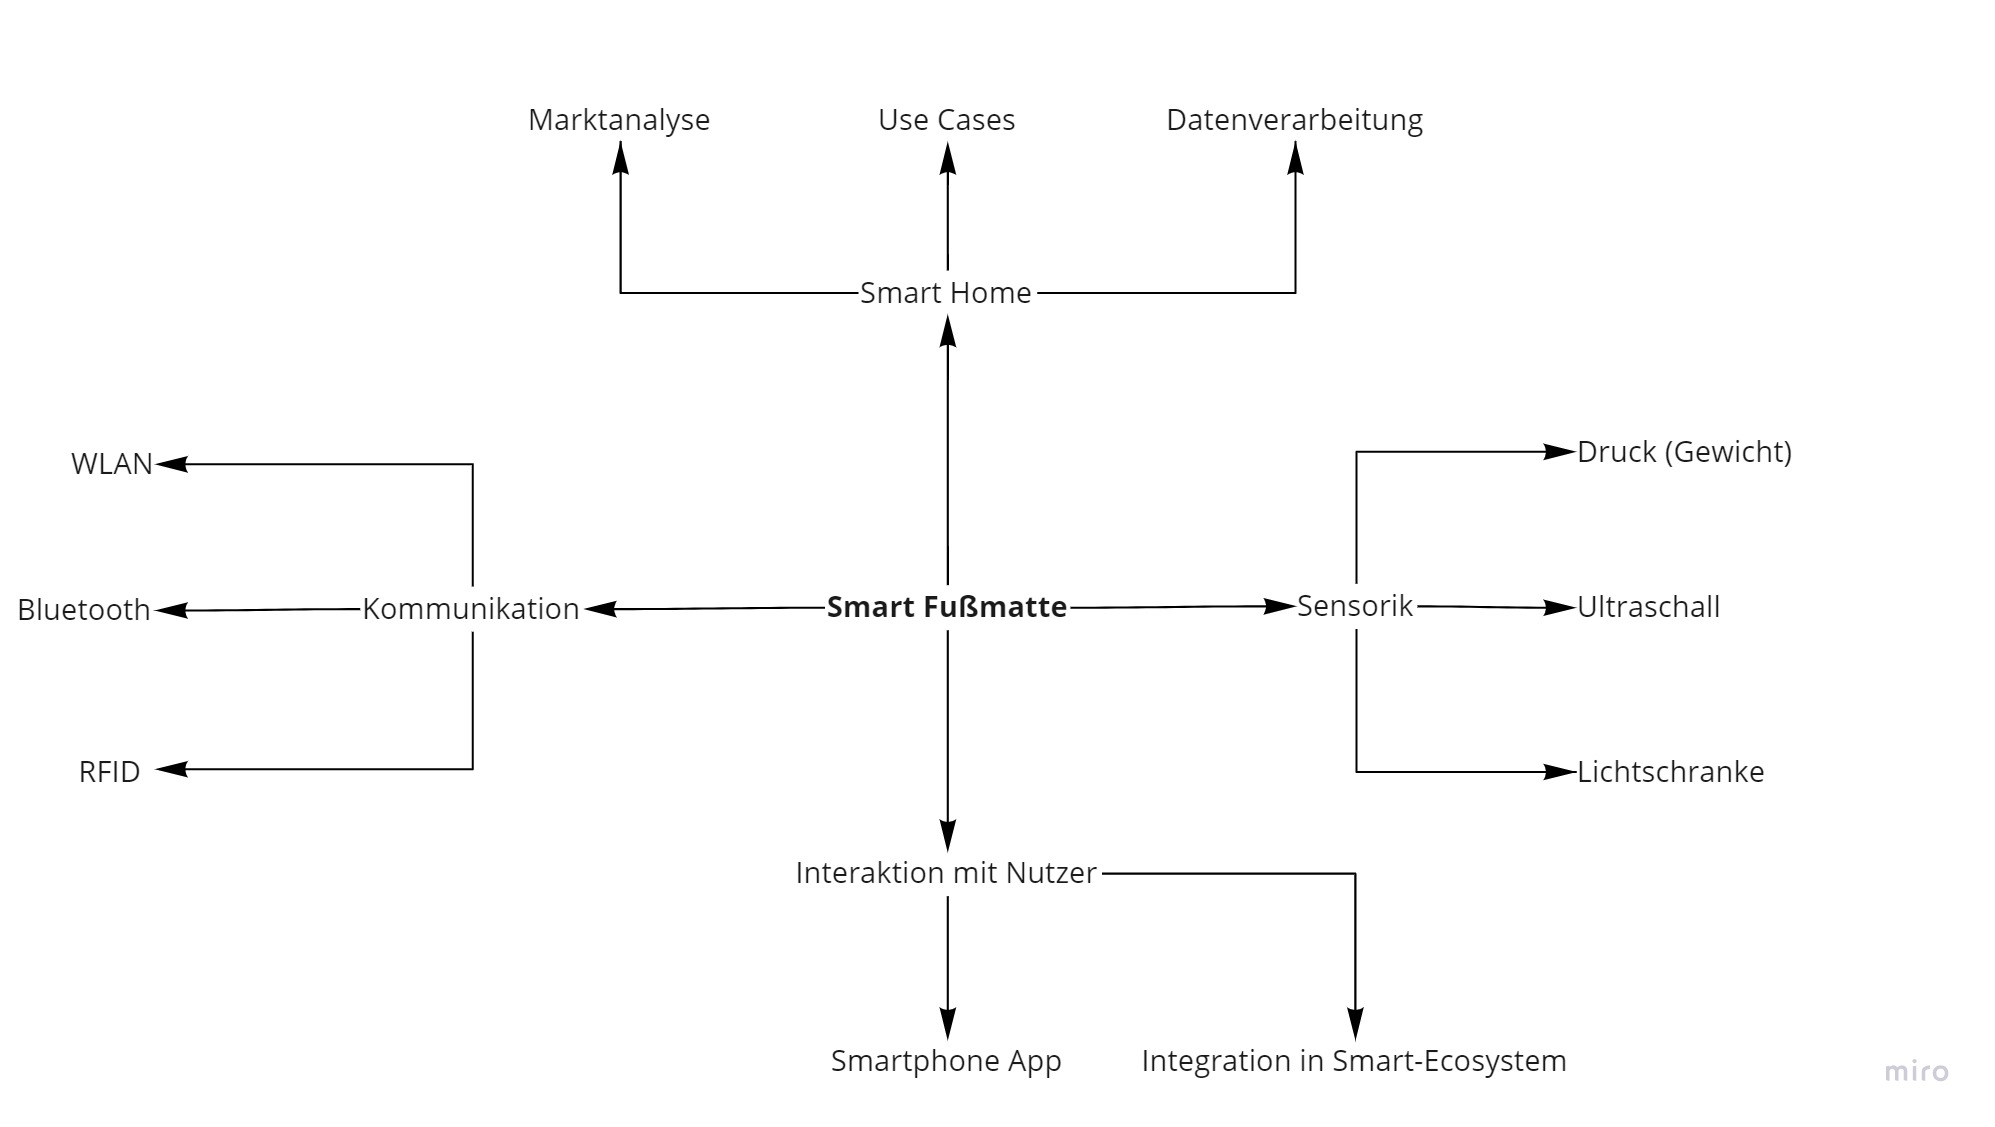 Marktanalyse
Use Cases
Datenverarbeitung
Smart Home
WLAN
Druck (Gewicht)
Bluetooth
Kommunikation
Smart Fußmatte
Sensorik
Ultraschall
RFID
Lichtschranke
Interaktion mit Nutzer
Smartphone App
Integration in Smart-Ecosystem
miro